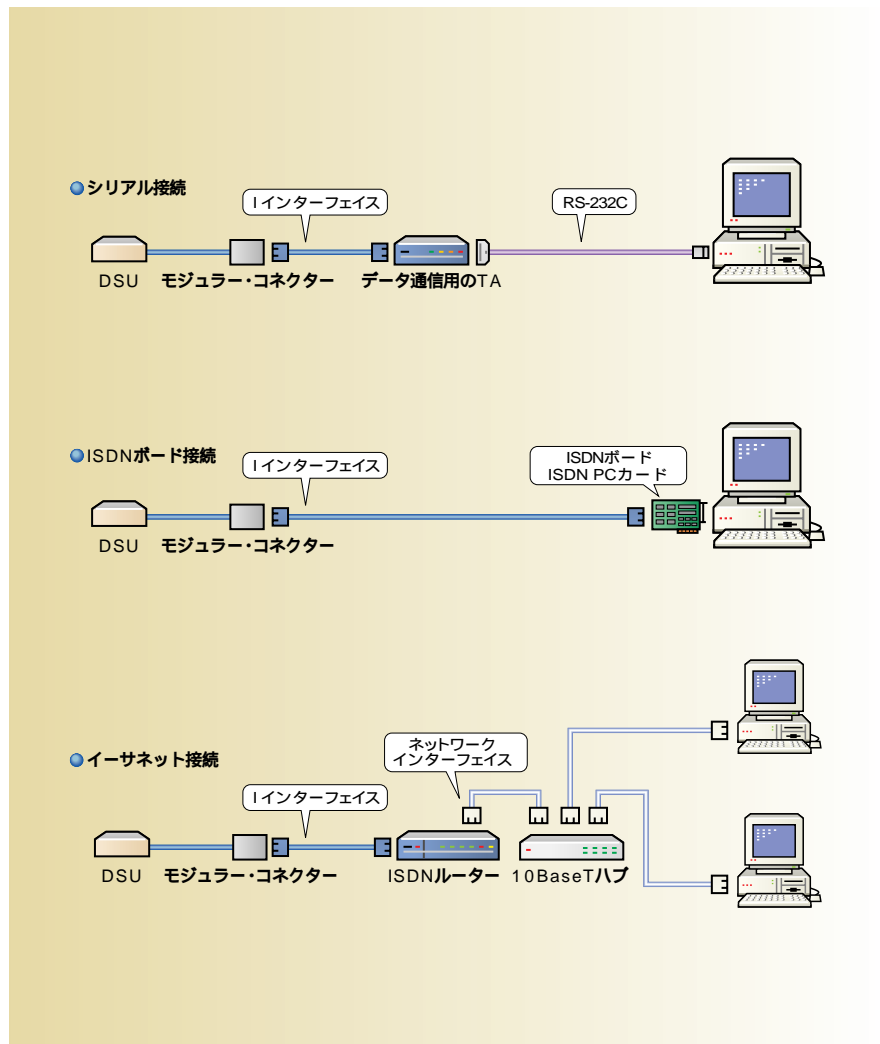 シリアル接続
Iインターフェイス
RS-232C
DSU
モジュラー・コネクター
データ通信用のTA
ISDNボード接続
Iインターフェイス
ISDNボード
ISDN PCカード
DSU
モジュラー・コネクター
イーサネット接続
ネットワーク
インターフェイス
Iインターフェイス
DSU
モジュラー・コネクター
ISDNルーター
10BaseTハブ